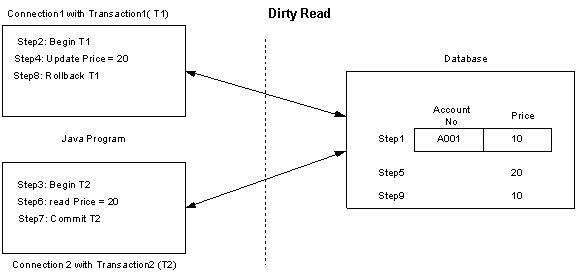 Dirty Read
Connection1 with Transaction1( T1)
Step2: Begin T1
Step4: Update Price = 20
Step8: Rollback T1
Java Program
Step3: Begin T2
Step6: read Price = 20
Step7: Commit T2
Connection 2 with Transaction2 (T2)
Database
Account No Price
Step1 A001 10
Step5 20
Step9 10